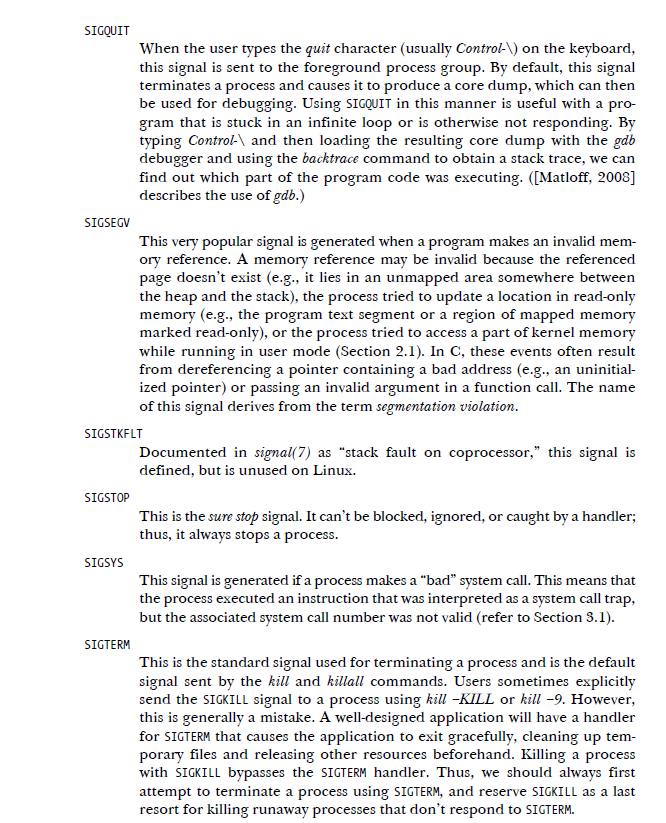 SIGQUIT
When the user types the quit character (usually Control-\) on the keyboard,
this signal is sent to the foreground process group. By default, this signal
terminates a process and causes it to produce a core dump, which can then
be used for debugging. Using SIGQUIT in this manner is useful with a pro-
gram that is stuck in an infinite loop or is otherwise not responding. By
typing Control-\ and then loading the resulting core dump with the gdb
debugger and using the backtrace command to obtain a stack trace, we can
find out which part of the program code was executing. ([Matloff, 2008]
describes the use of gdb.)
SIGSEGV
This very popular signal is generated when a program makes an invalid mem-
ory reference. A memory reference may be invalid because the referenced
page doesn't exist (e.g., it lies in an unmapped area somewhere between
the heap and the stack), the process tried to update a location in read-only
memory (e.g., the program text segment or a region of mapped memory
marked read-only), or the process tried to access a part of kernel memory
while running in user mode (Section 2.1). In C, these events often result
from dereferencing a pointer containing a bad address (e.g., an uninitial-
ized pointer) or passing an invalid argument in a function call. The name
of this signal derives from the term segmentation violation.
SIGSTKFLT
Documented in signal(7) as “stack fault on coprocessor,” this signal is
defined, but is unused on Linux.
SIGSTOP
This is the sure stop signal. It can't be blocked, ignored, or caught by a handler;
thus, it always stops a process.
SIGSYS
This signal is generated if a process makes a “bad” system call. This means that
the process executed an instruction that was interpreted as a system call trap,
but the associated system call number was not valid (refer to Section 3.1).
SIGTERM
This is the standard signal used for terminating a process and is the default
signal sent by the kill and killall commands. Users sometimes explicitly
send the SIGKILL signal to a process using kill –KILL or kill –9. However,
this is generally a mistake. A well-designed application will have a handler
for SIGTERM that causes the application to exit gracefully, cleaning up tem-
porary files and releasing other resources beforehand. Killing a process
with SIGKILL bypasses the SIGTERM handler. Thus, we should always first
attempt to terminate a process using SIGTERM, and reserve SIGKILL as a last
resort for killing runaway processes that don't respond to SIGTERM.